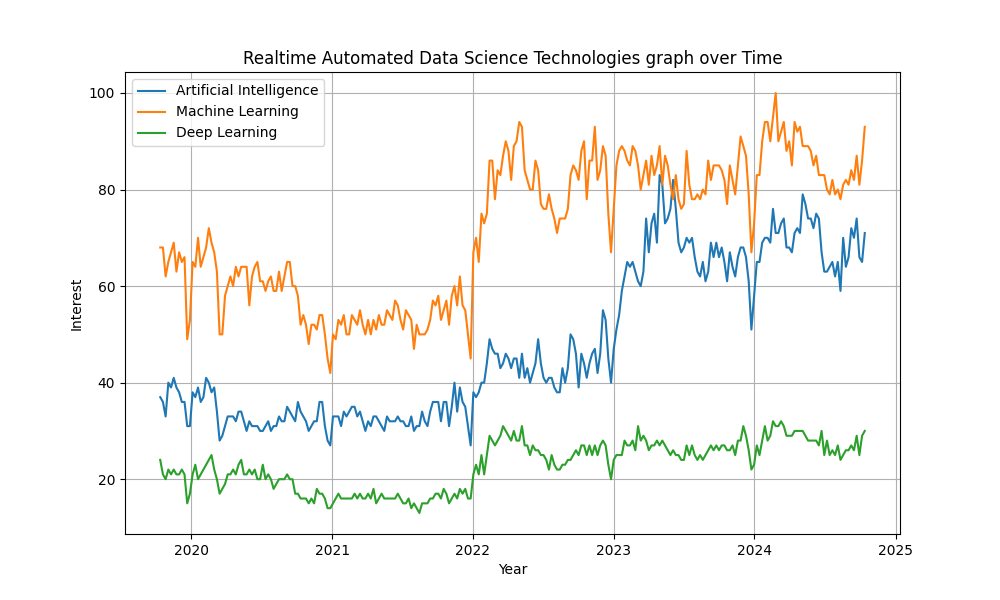 Realtime Automated Data Science Technologies graph over Time
Artificial Intelligence
Machine Learning
Deep Learning
100
80
60
40
20
Interest
2020 2021 2022 2023 2024 2025
Year